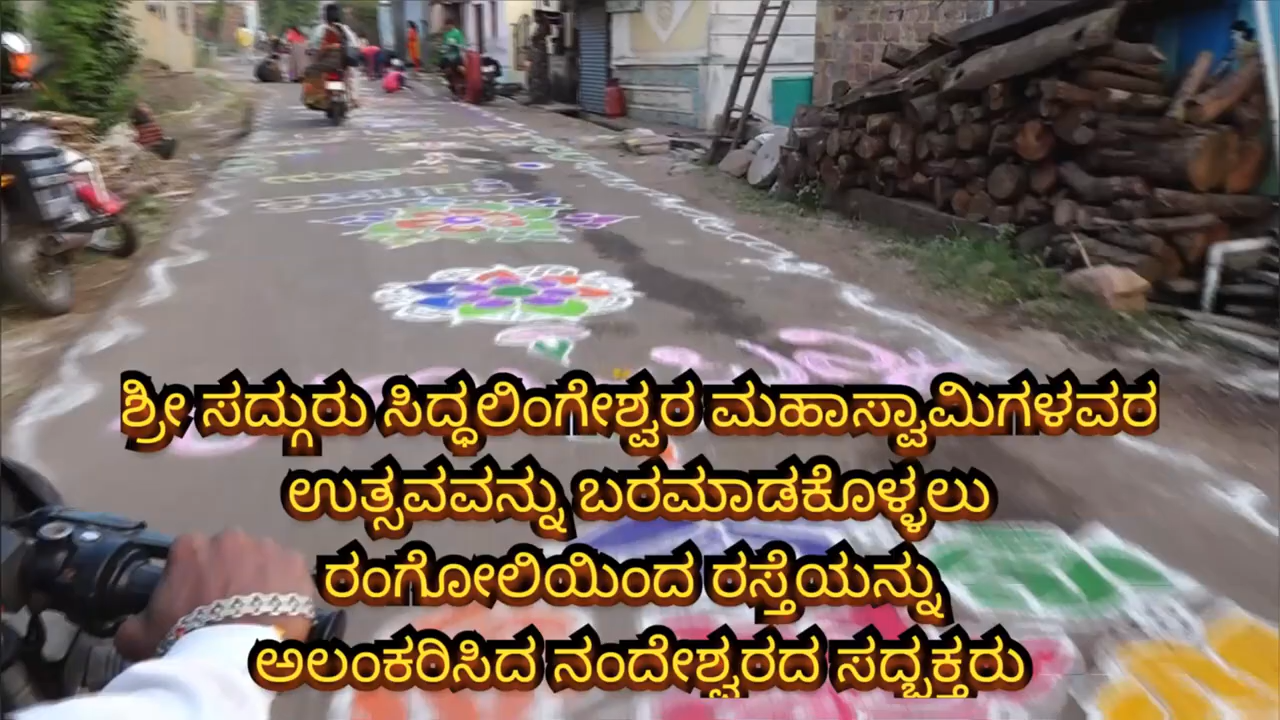 ಶ್ರೀ ಸದ್ಗುರು ಸಿದ್ಧಲಿಂಗೇಶ್ವರ ಮಹಾಸ್ವಾಮಿಗಳವರ
ಉತ್ಸವವನ್ನು ಬರಮಾಡಕೊಳ್ಳಲು
ರಂಗೋಲಿಯಿಂದ ರಸ್ತೆಯನ್ನು
ಅಲಂಕರಿಸಿದ ನಂದೇಶ್ವರದ ಸದ್ಭಕ್ತರು